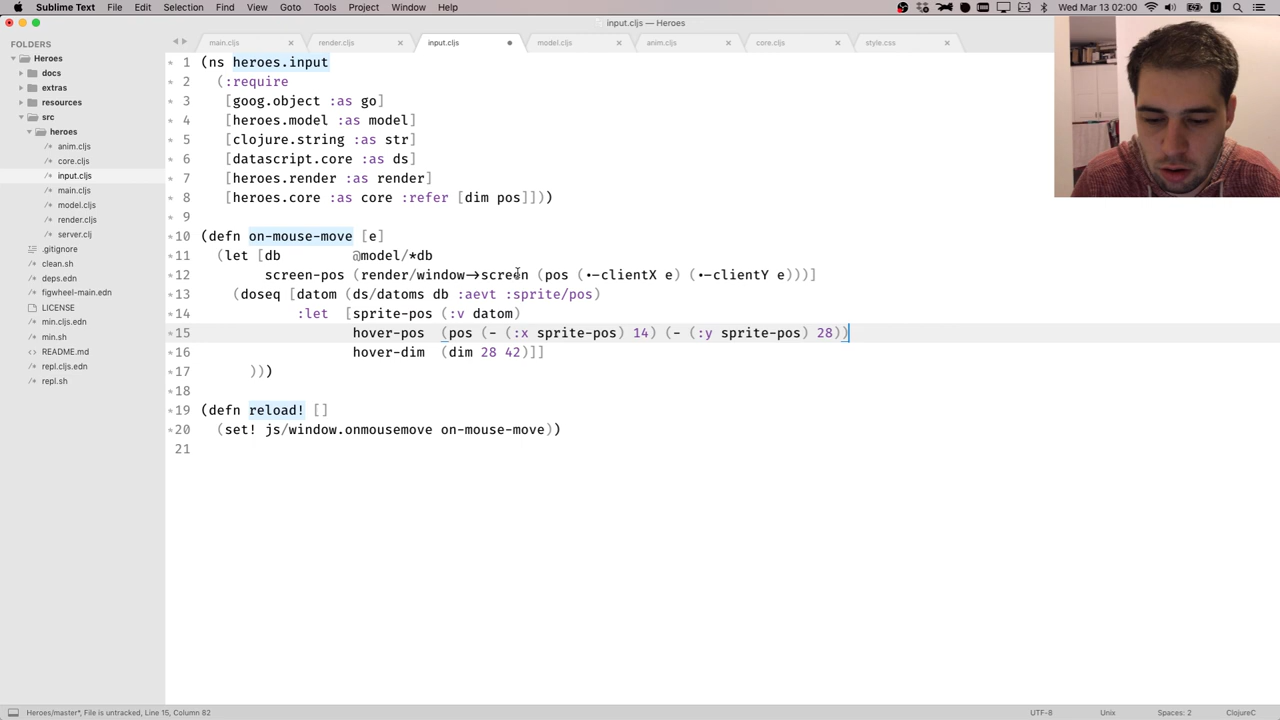 Sublime Text File Edit Selection Find View Goto Tools Project Window Help
Wed Mar 13 02:00
input.cljs — Heroes
FOLDERS
Heroes
docs
extras
resources
src
heroes
anim.cljs
core.cljs
input.cljs
main.cljs
model.cljs
render.cljs
server.clj
.gitignore
clean.sh
deps.edn
figwheel-main.edn
LICENSE
min.cljs.edn
min.sh
README.md
repl.cljs.edn
repl.sh
main.cljs render.cljs input.cljs model.cljs anim.cljs core.cljs style.css
1 (ns heroes.input
2 (:require
3 [goog.object :as go]
4 [heroes.model :as model]
5 [clojure.string :as str]
6 [datascript.core :as ds]
7 [heroes.render :as render]
8 [heroes.core :as core :refer [dim pos]]))
9
10 (defn on-mouse-move [e]
11 (let [db @model/*db
12 screen-pos (render/window->screen (pos (.-clientX e) (.-clientY e)))]
13 (doseq [datom (ds/datoms db :aevt :sprite/pos)
14 :let [sprite-pos (:v datom)
15 hover-pos (pos (- (:x sprite-pos) 14) (- (:y sprite-pos) 28))
16 hover-dim (dim 28 42)]]
17 )))
18
19 (defn reload! []
20 (set! js/window.onmousemove on-mouse-move))
21
Heroes/master*, File is untracked, Line 15, Column 82
UTF-8 Unix Spaces: 2 ClojureC